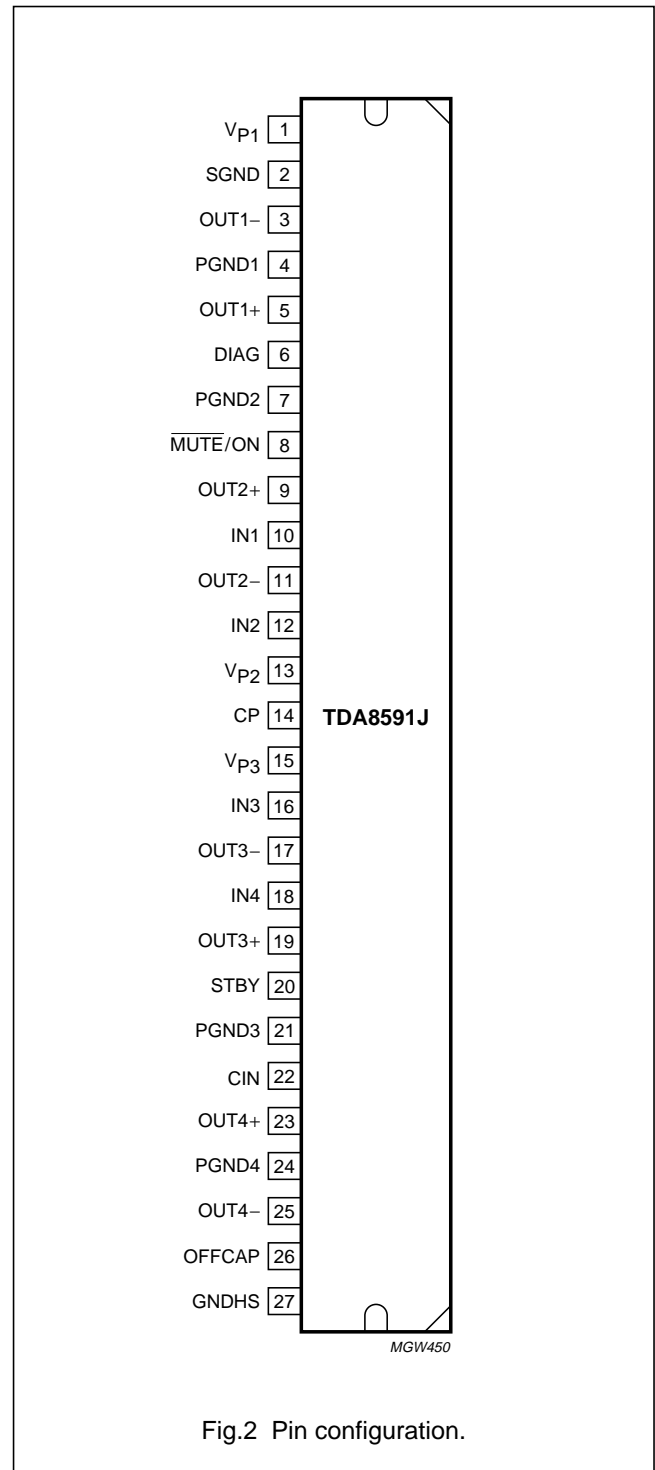 VP1 1
SGND 2
OUT1− 3
PGND1 4
OUT1+ 5
DIAG 6
PGND2 7
M̅U̅T̅E̅/ON 8
OUT2+ 9
IN1 10
OUT2− 11
IN2 12
VP2 13
CP 14 TDA8591J
VP3 15
IN3 16
OUT3− 17
IN4 18
OUT3+ 19
STBY 20
PGND3 21
CIN 22
OUT4+ 23
PGND4 24
OUT4− 25
OFFCAP 26
GNDHS 27
MGW450
Fig.2 Pin configuration.